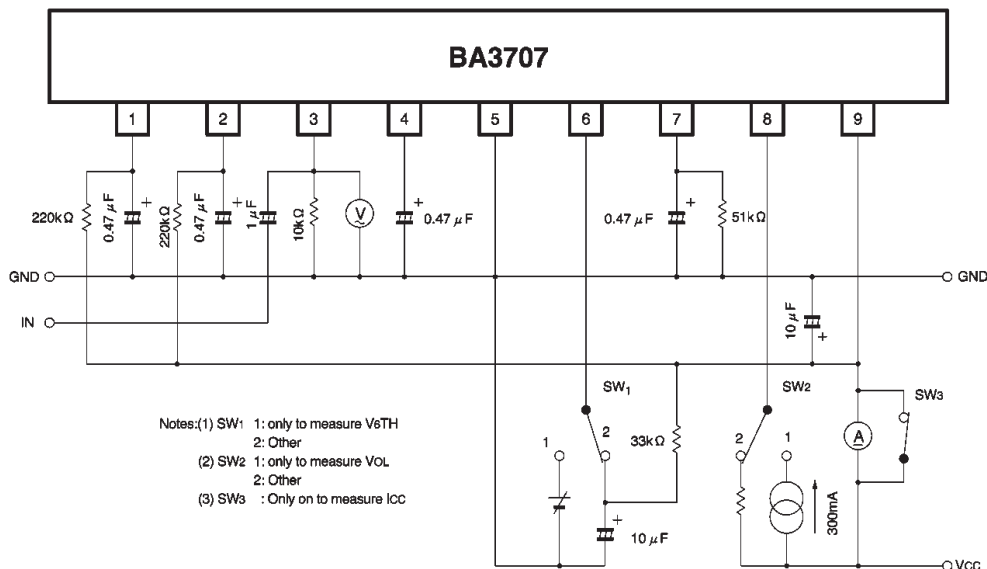 BA3707
1 2 3 4 5 6 7 8 9
220kΩ
0.47 μF
+
220kΩ
0.47 μF
+
1 μF
10kΩ
V
+
0.47 μF
0.47 μF
+
51kΩ
GND
GND
IN
10 μF
+
SW1
SW2
SW3
1
2
33kΩ
2
1
A
+
10 μF
300mA
VCC
Notes:(1) SW1 1: only to measure V6TH
2: Other
(2) SW2 1: only to measure VOL
2: Other
(3) SW3 : Only on to measure ICC